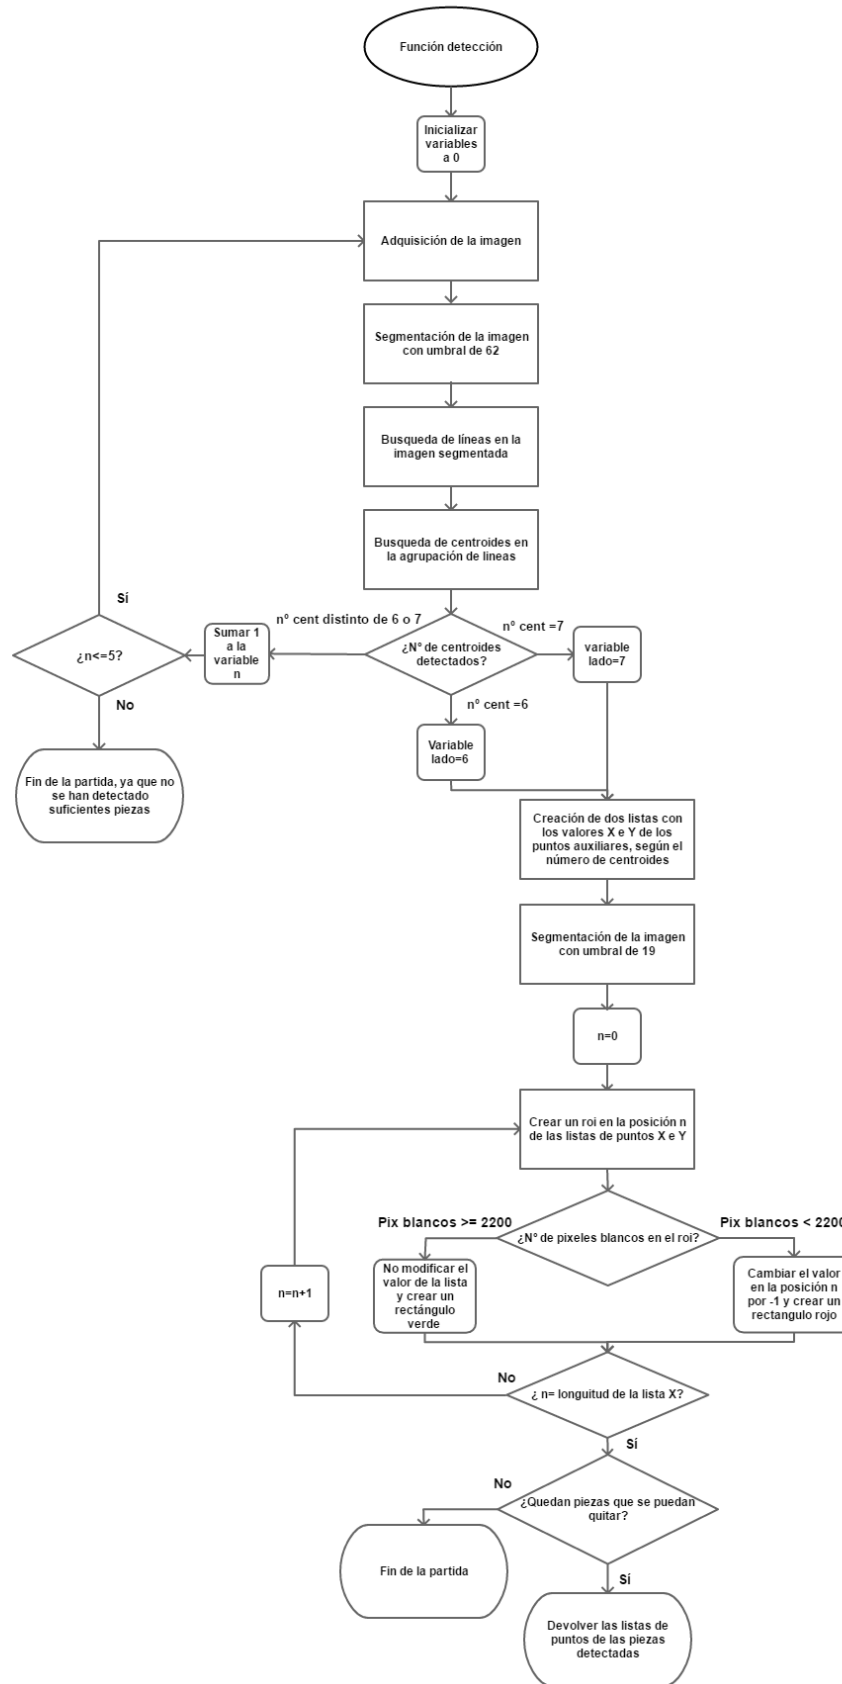 Función detección
Inicializar
variables
a 0
Adquisición de la imagen
Segmentación de la imagen
con umbral de 62
Busqueda de líneas en la
imagen segmentada
Busqueda de centroides en
la agrupación de lineas
Sí
nº cent distinto de 6 o 7
nº cent =7
¿n<=5?
Sumar 1
a la
variable
n
¿Nº de centroides
detectados?
variable
lado=7
No
nº cent =6
Variable
lado=6
Fin de la partida, ya que no
se han detectado
suficientes piezas
Creación de dos listas con
los valores X e Y de los
puntos auxiliares, según el
número de centroides
Segmentación de la imagen
con umbral de 19
n=0
Crear un roi en la posición n
de las listas de puntos X e Y
Pix blancos >= 2200
Pix blancos < 2200
¿Nº de pixeles blancos en el roi?
n=n+1
No modificar el
valor de la lista
y crear un
rectángulo
verde
Cambiar el valor
en la posición n
por -1 y crear un
rectangulo rojo
No
¿ n= longuitud de la lista X?
Sí
No
¿Quedan piezas que se puedan
quitar?
Fin de la partida
Sí
Devolver las listas de
puntos de las piezas
detectadas